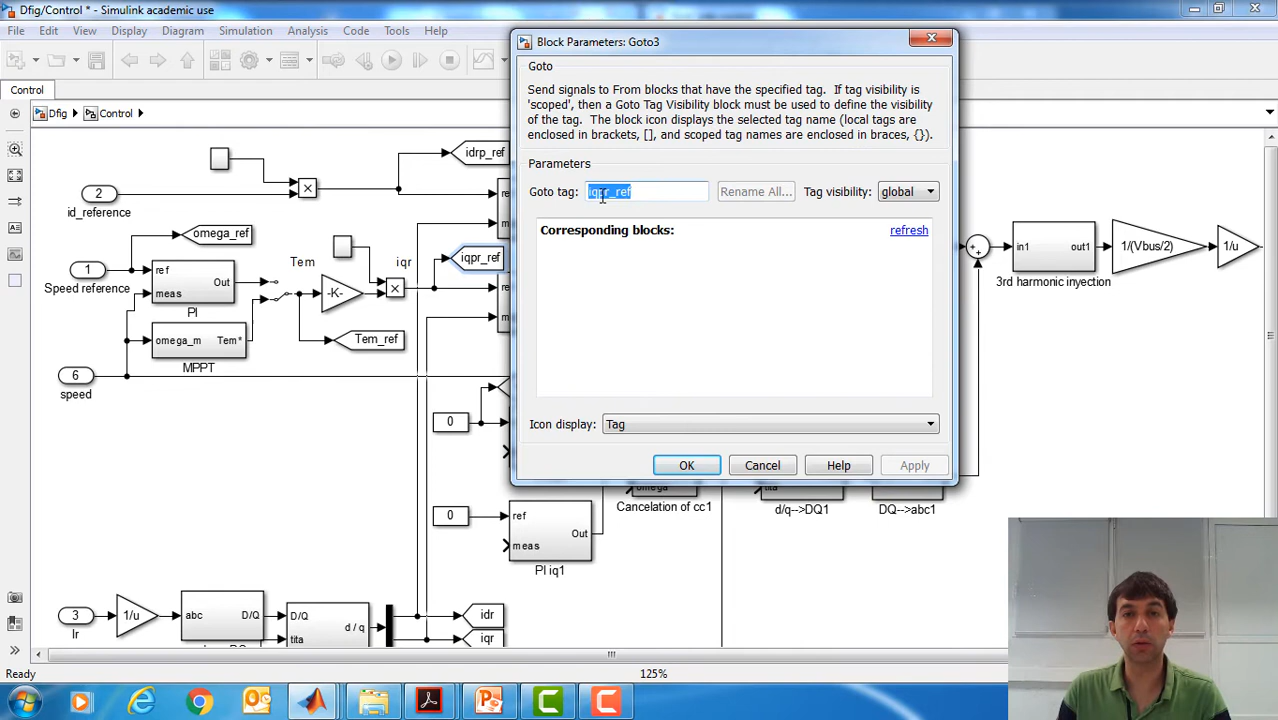 Dfig/Control * - Simulink academic use
File Edit View Display Diagram Simulation Analysis Code Tools Help
Control
Dfig Control
Block Parameters: Goto3
Goto
Send signals to From blocks that have the specified tag. If tag visibility is
'scoped', then a Goto Tag Visibility block must be used to define the visibility
of the tag. The block icon displays the selected tag name (local tags are
enclosed in brackets, [], and scoped tag names are enclosed in braces, {}).
Parameters
Goto tag: iqpr_ref Rename All... Tag visibility: global
Corresponding blocks: refresh
Icon display: Tag
OK Cancel Help Apply
idrp_ref
2
id_reference
omega_ref
1
Speed reference
ref
meas
Out
PI
Tem
-K-
iqr
iqpr_ref
omega_m Tem*
MPPT
Tem_ref
6
speed
0
0
ref
meas
Out
PI iq1
omega
Cancelation of cc1
tita
d/q-->DQ1
DQ-->abc1
in1 out1
3rd harmonic inyection
1/(Vbus/2)
1/u
3
Ir
1/u
abc D/Q
D/Q
tita
d / q
idr
iqr
Ready
125%